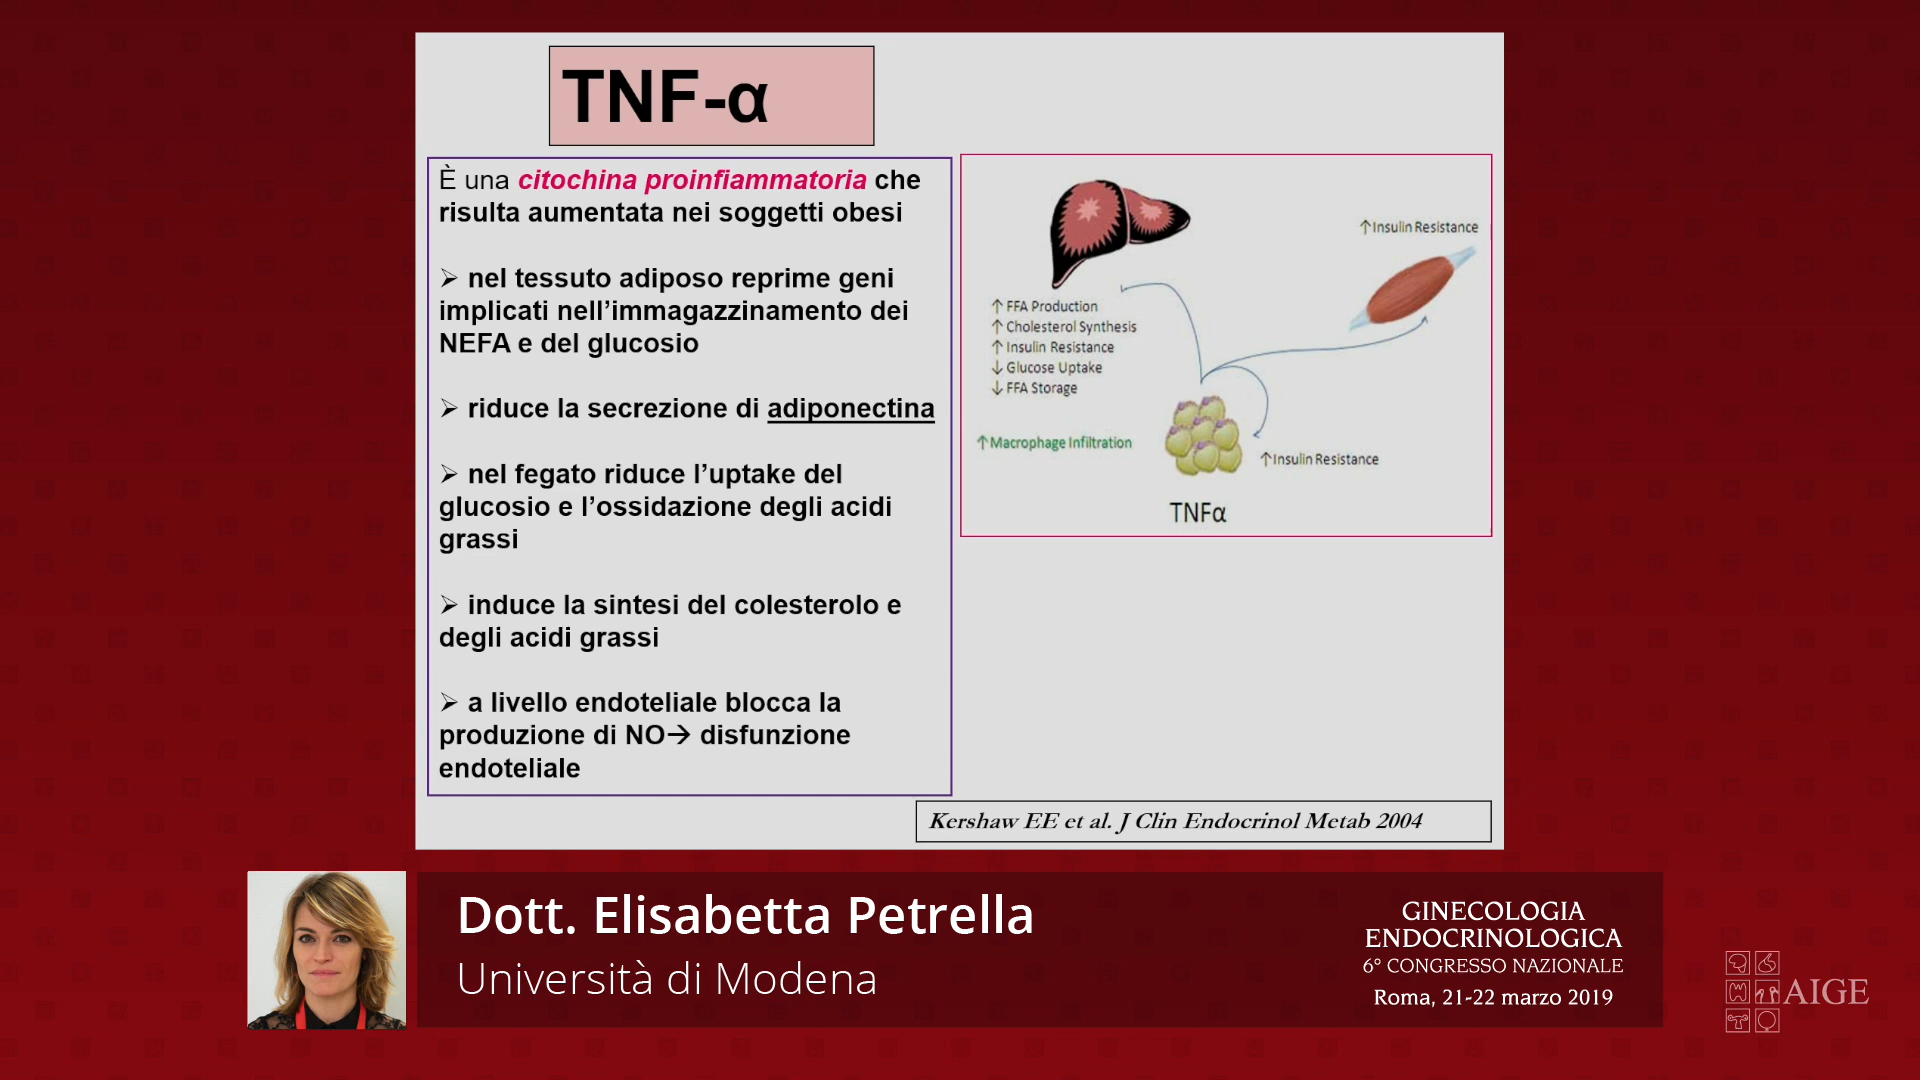 TNF-α
È una citochina proinfiammatoria che
risulta aumentata nei soggetti obesi
➢ nel tessuto adiposo reprime geni
implicati nell’immagazzinamento dei
NEFA e del glucosio
➢ riduce la secrezione di adiponectina
➢ nel fegato riduce l’uptake del
glucosio e l’ossidazione degli acidi
grassi
➢ induce la sintesi del colesterolo e
degli acidi grassi
➢ a livello endoteliale blocca la
produzione di NO→ disfunzione
endoteliale
↑Insulin Resistance
↑ FFA Production
↑ Cholesterol Synthesis
↑ Insulin Resistance
↓ Glucose Uptake
↓ FFA Storage
↑Macrophage Infiltration
↑Insulin Resistance
TNFα
Kershaw EE et al. J Clin Endocrinol Metab 2004
Dott. Elisabetta Petrella
Università di Modena
GINECOLOGIA
ENDOCRINOLOGICA
6° CONGRESSO NAZIONALE
Roma, 21-22 marzo 2019
AIGE